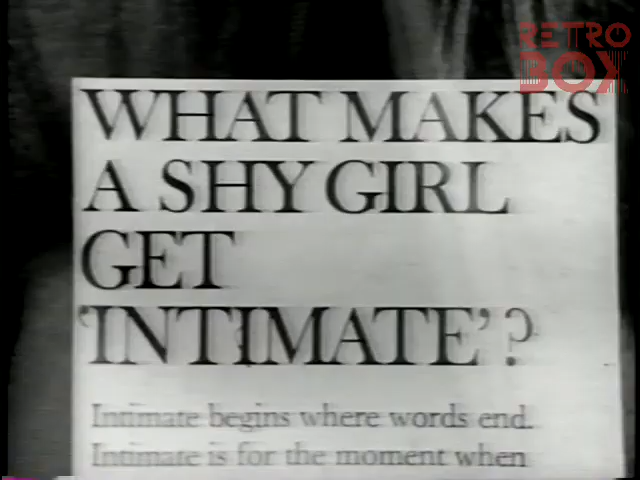 RETRO
BOX
WHAT MAKES
A SHY GIRL
GET
'INTIMATE'?
Intimate begins where words end.
Intimate is for the moment when